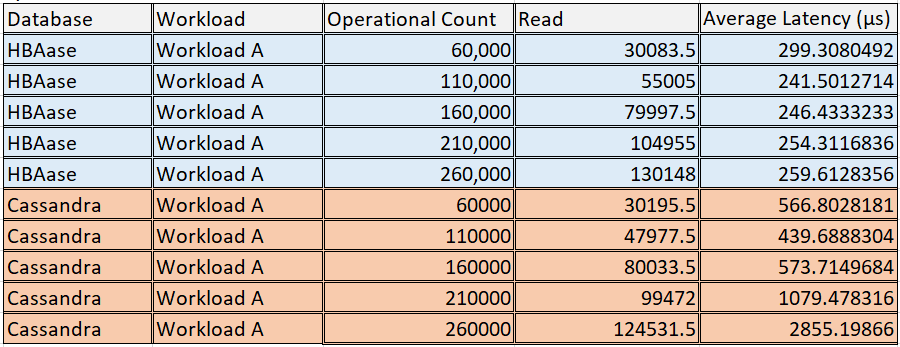 Database Workload Operational Count Read Average Latency (µs)
HBAase Workload A 60,000 30083.5 299.3080492
HBAase Workload A 110,000 55005 241.5012714
HBAase Workload A 160,000 79997.5 246.4333233
HBAase Workload A 210,000 104955 254.3116836
HBAase Workload A 260,000 130148 259.6128356
Cassandra Workload A 60000 30195.5 566.8028181
Cassandra Workload A 110000 47977.5 439.6888304
Cassandra Workload A 160000 80033.5 573.7149684
Cassandra Workload A 210000 99472 1079.478316
Cassandra Workload A 260000 124531.5 2855.19866